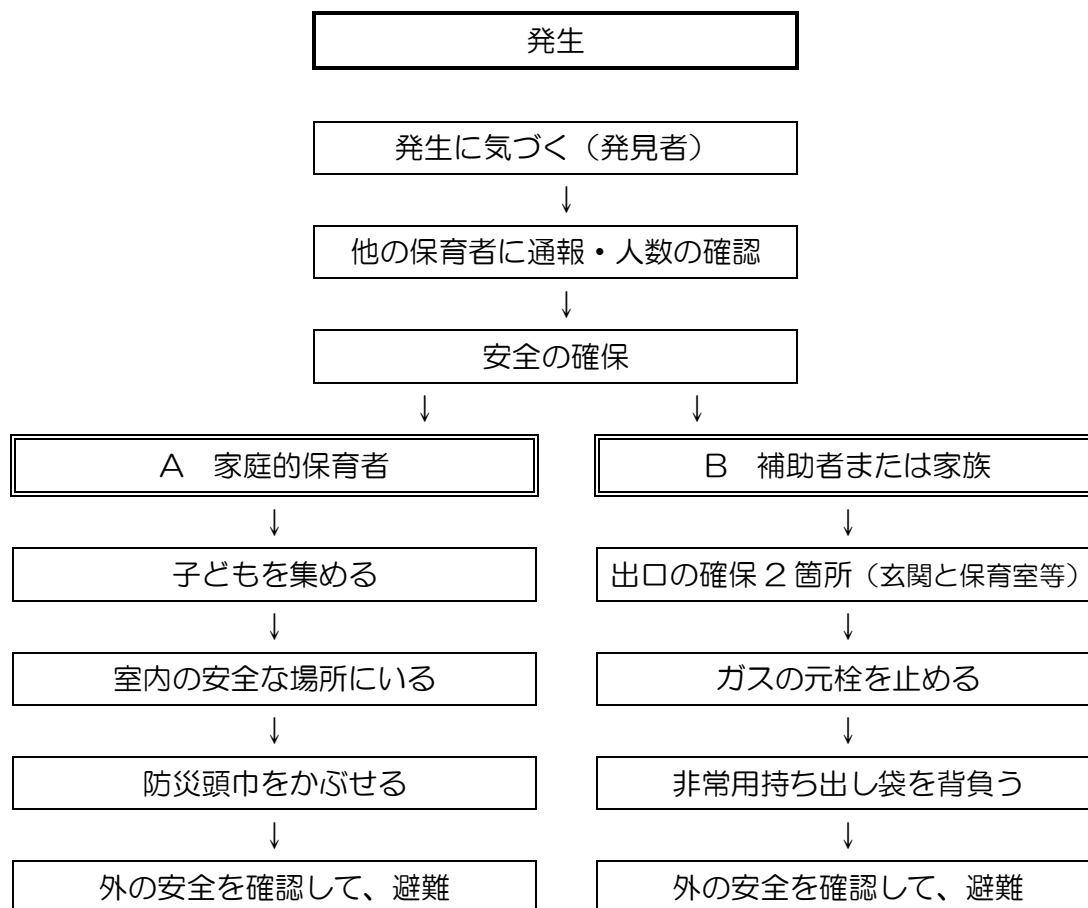 発生
発生に気づく（発見者）
↓
他の保育者に通報・人数の確認
↓
安全の確保
↓ ↓
A 家庭的保育者
↓
子どもを集める
↓
室内の安全な場所にいる
↓
防災頭巾をかぶせる
↓
外の安全を確認して、避難
B 補助者または家族
↓
出口の確保２箇所（玄関と保育室等）
↓
ガスの元栓を止める
↓
非常用持ち出し袋を背負う
↓
外の安全を確認して、避難